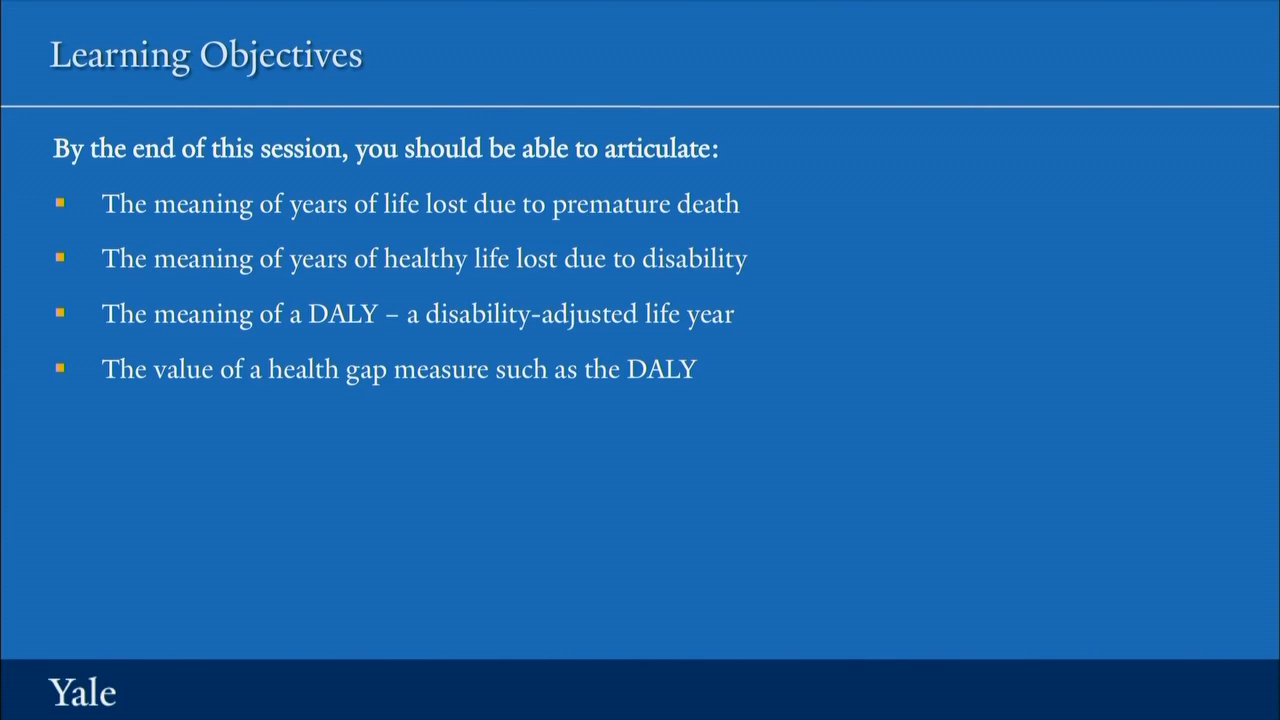 Learning Objectives
By the end of this session, you should be able to articulate:
The meaning of years of life lost due to premature death
The meaning of years of healthy life lost due to disability
The meaning of a DALY – a disability-adjusted life year
The value of a health gap measure such as the DALY
Yale